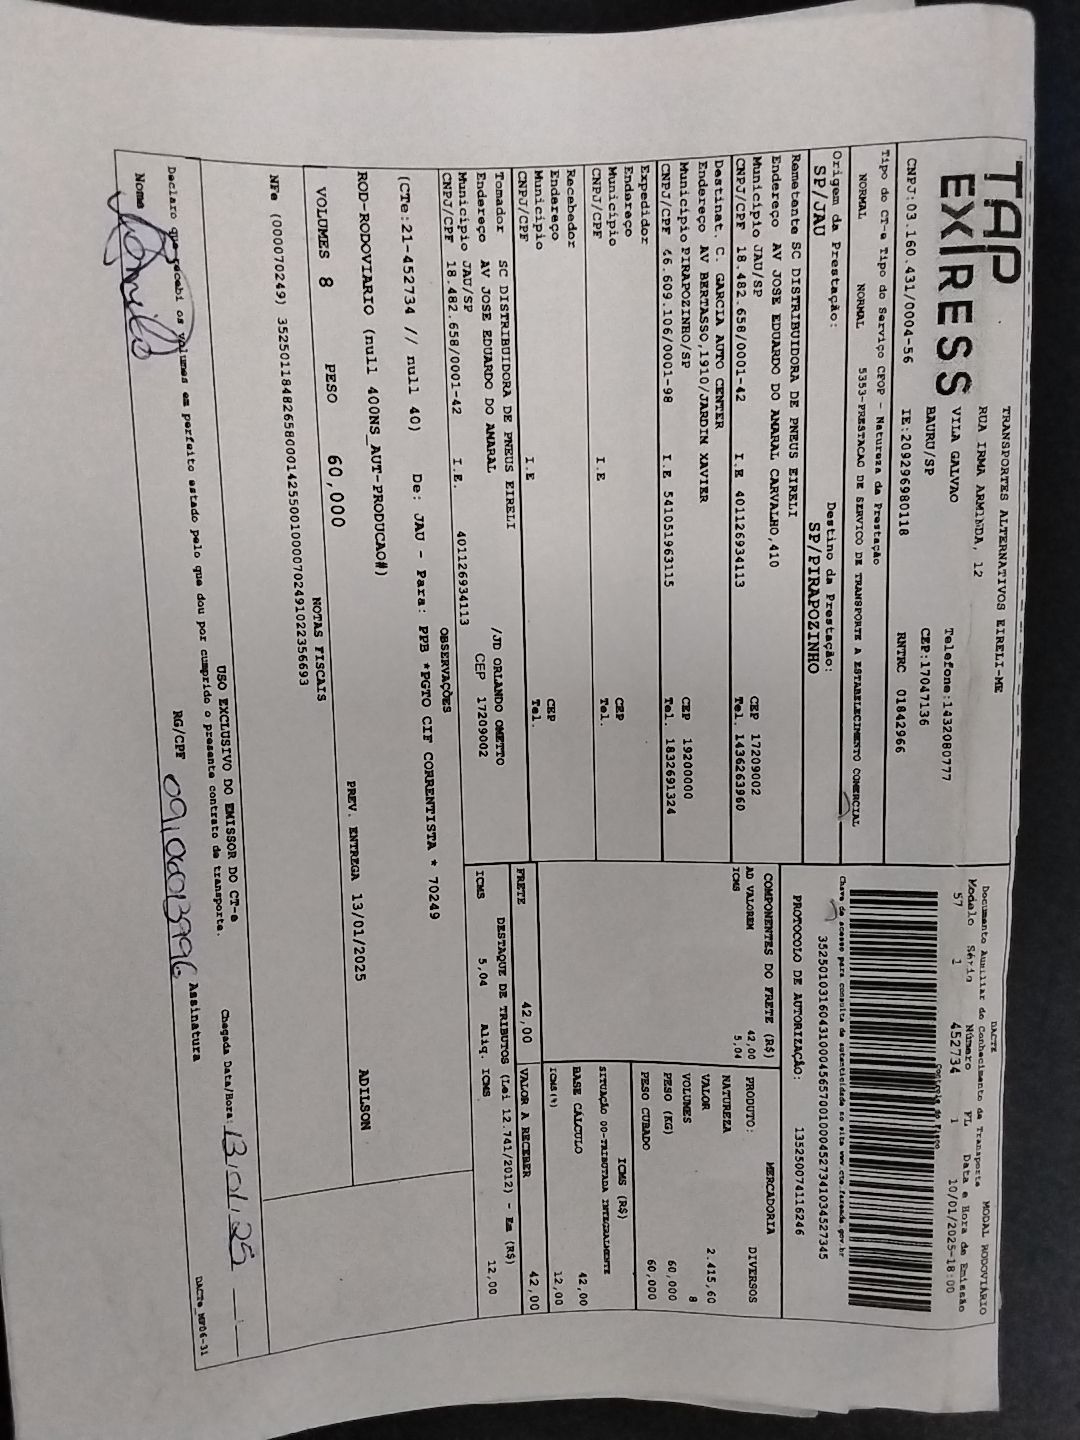 TAP
EXPRESS
TRANSPORTES ALTERNATIVOS EIRELI-ME
RUA IRMA ARMINDA, 12
VILA GALVAO
BAURU/SP
Telefone:1432080777
CEP:17047136
CNPJ:03.160.431/0004-56 IE:209296980118 RNTRC 01842966
DACTE MODAL RODOVIÁRIO
Documento Auxiliar do Conhecimento de Transporte
Modelo Série Número FL Data e Hora de Emissão
57 1 452734 1 10/01/2025-18:00
Controle do Fisco
Chave de acesso para consulta de autenticidade no site www.cte.fazenda.gov.br
35250103160431000456570010004527341034527345
PROTOCOLO DE AUTORIZAÇÃO: 135250074116246
Tipo do CT-e Tipo do Serviço CFOP - Natureza da Prestação
NORMAL NORMAL 5353-PRESTACAO DE SERVICO DE TRANSPORTE A ESTABELECIMENTO COMERCIAL
Origem da Prestação: Destino da Prestação:
SP/JAU SP/PIRAPOZINHO
Remetente SC DISTRIBUIDORA DE PNEUS EIRELI
Endereço AV JOSE EDUARDO DO AMARAL CARVALHO,410
Município JAU/SP CEP 17209002
CNPJ/CPF 18.482.658/0001-42 I.E 401126934113 Tel. 1436263960
Destinat. C. GARCIA AUTO CENTER
Endereço AV BERTASSO,1910/JARDIN XAVIER
Município PIRAPOZINHO/SP CEP 19200000
CNPJ/CPF 46.609.106/0001-98 I.E 541051963115 Tel. 1832691324
Expedidor
Endereço
Município CEP
CNPJ/CPF I.E Tel.
Recebedor
Endereço
Município CEP
CNPJ/CPF I.E Tel.
Tomador SC DISTRIBUIDORA DE PNEUS EIRELI
Endereço AV JOSE EDUARDO DO AMARAL /JD ORLANDO OMETTO
Município JAU/SP CEP 17209002
CNPJ/CPF 18.482.658/0001-42 I.E. 401126934113
COMPONENTES DO FRETE (R$)
AD VALOREM 42,00
ICMS 5,04
MERCADORIA
PRODUTO: DIVERSOS
NATUREZA
VALOR 2.415,60
VOLUMES 8
PESO (KG) 60,000
PESO CUBADO 60,000
ICMS (R$)
SITUAÇÃO 00-TRIBUTADA INTEGRALMENTE
BASE CÁLCULO 42,00
ICMS(%) 12,00
FRETE 42,00 VALOR A RECEBER 42,00
DESTAQUE DE TRIBUTOS (Lei 12.741/2012) - Em (R$)
ICMS 5,04 Aliq. ICMS 12,00
OBSERVAÇÕES
(CTe:21-452734 // null 40) De: JAU - Para: PPB *PGTO CIF CORRENTISTA * 70249
ROD-RODOVIARIO (null 400NS_AUT-PRODUCAO#) PREV. ENTREGA 13/01/2025 ADILSON
VOLUMES 8 PESO 60,000
NOTAS FISCAIS
NFe (000070249) 35250118482658000142550010000702491022356693
USO EXCLUSIVO DO EMISSOR DO CT-e
Declaro que recebi os volumes em perfeito estado pelo que dou por cumprido o presente contrato de transporte.
Chegada Data/Hora: 13/01/25
Nome RG/CPF Assinatura
DACTe_MF06-31